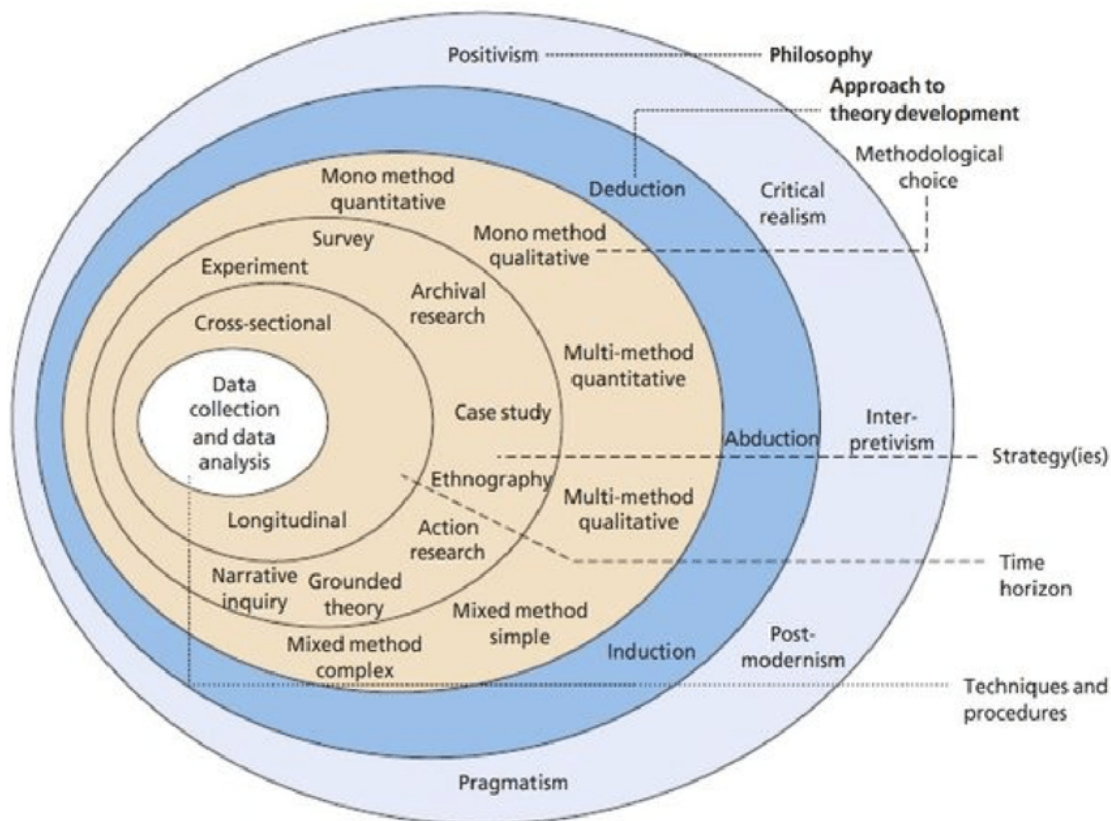 Positivism
Philosophy
Approach to
theory development
Methodological
choice
Mono method
quantitative
Deduction
Critical
realism
Survey
Mono method
qualitative
Experiment
Archival
research
Cross-sectional
Multi-method
quantitative
Data
collection
and data
analysis
Case study
Abduction
Inter-
pretivism
Strategy(ies)
Ethnography
Multi-method
qualitative
Longitudinal
Action
research
Time
horizon
Narrative
inquiry
Grounded
theory
Mixed method
simple
Mixed method
complex
Induction
Post-
modernism
Techniques and
procedures
Pragmatism